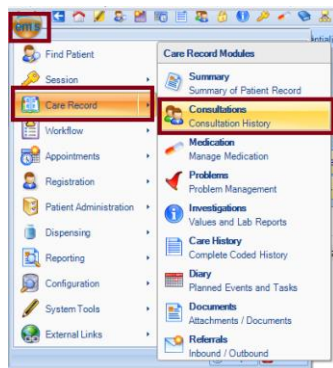 emis
Find Patient
Session
Care Record
Workflow
Appointments
Registration
Patient Administration
Dispensing
Reporting
Configuration
System Tools
External Links
Care Record Modules
Summary
Summary of Patient Record
Consultations
Consultation History
Medication
Manage Medication
Problems
Problem Management
Investigations
Values and Lab Reports
Care History
Complete Coded History
Diary
Planned Events and Tasks
Documents
Attachments / Documents
Referrals
Inbound / Outbound